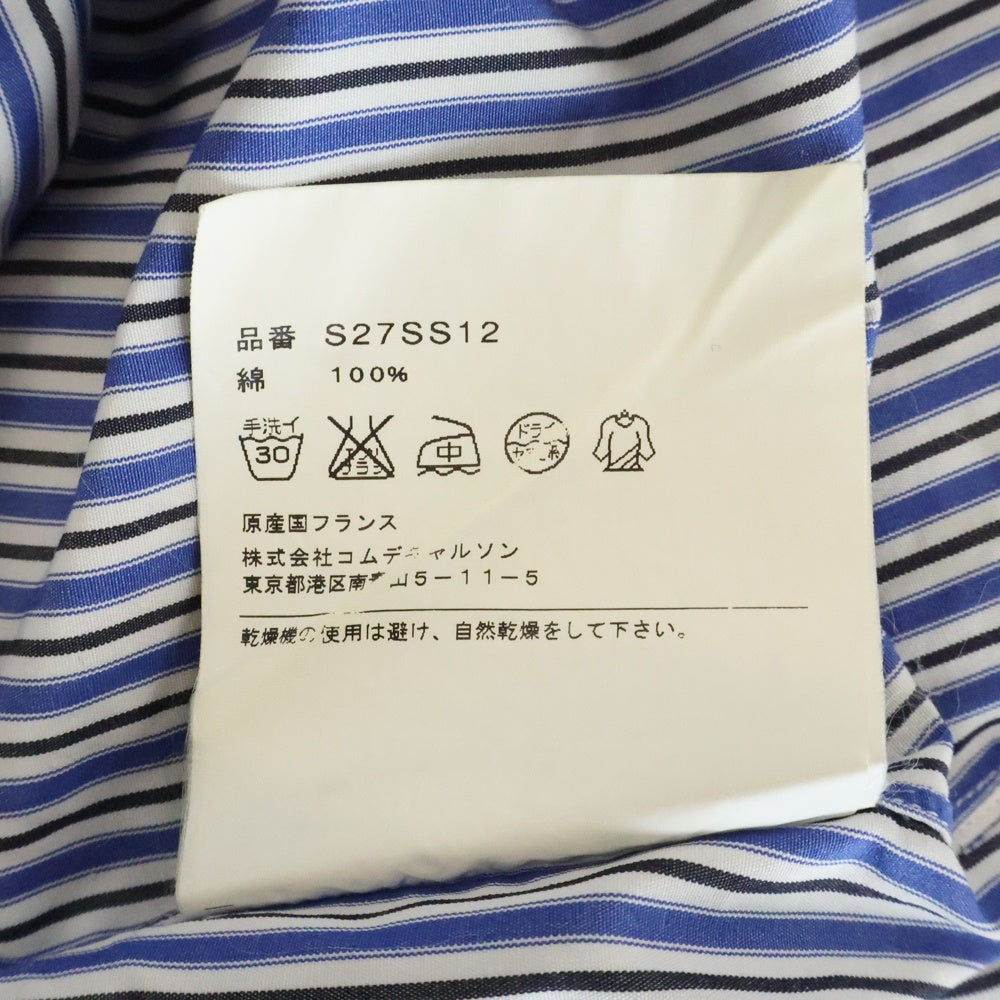 品番 S27SS12
綿 100%
手洗イ
30
中
ドライ
原産国フランス
株式会社コムデ ャルソン
東京都港区南青山5-11-5
乾燥機の使用は避け、自然乾燥をして下さい。